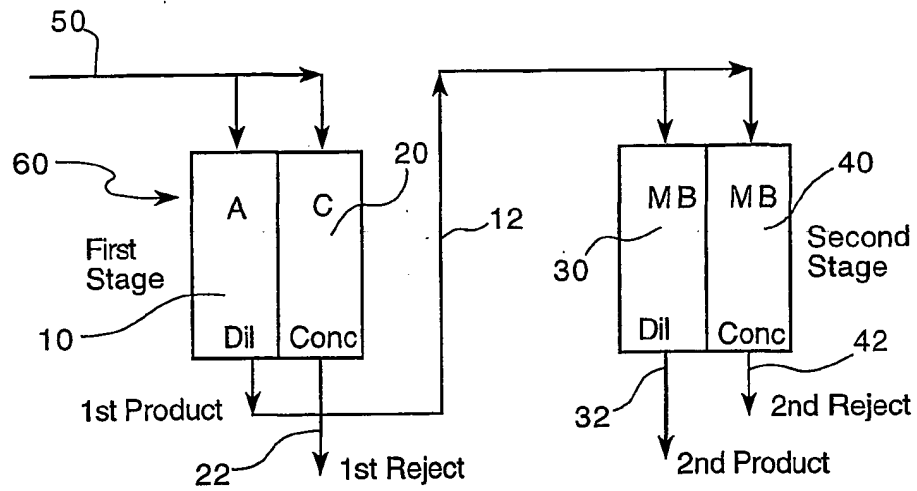 50
60
A
C
20
First
Stage
10
Dil
Conc
12
1st Product
22
1st Reject
MB
MB
40
30
Second
Stage
Dil
Conc
42
32
2nd Reject
2nd Product